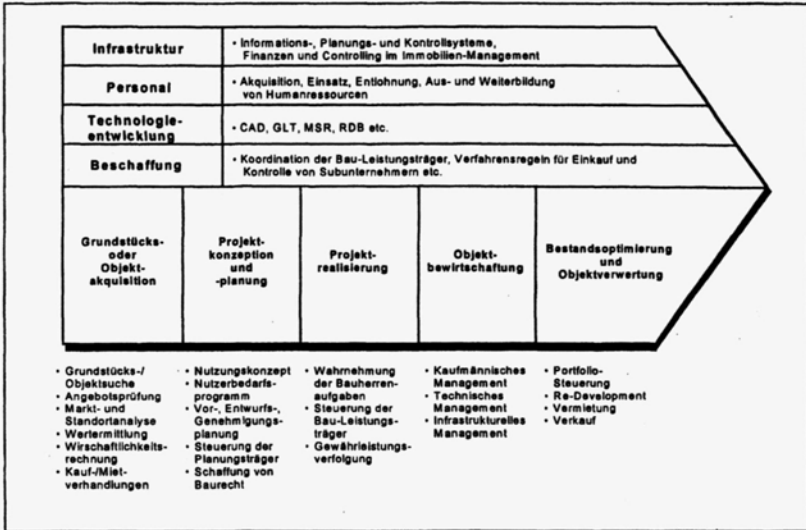 Infrastruktur
• Informations-, Planungs- und Kontrollsysteme,
Finanzen und Controlling im Immobilien-Management
Personal
• Akquisition, Einsatz, Entlohnung, Aus- und Weiterbildung
von Humanressourcen
Technologie-
entwicklung
• CAD, GLT, MSR, RDB etc.
Beschaffung
• Koordination der Bau-Leistungsträger, Verfahrensregeln für Einkauf und
Kontrolle von Subunternehmern etc.
Grundstücks-
oder
Objekt-
akquisition
Projekt-
konzeption
und
-planung
Projekt-
realisierung
Objekt-
bewirtschaftung
Bestandsoptimierung
und
Objektverwertung
• Grundstücks-/
Objektsuche
• Angebotsprüfung
• Markt- und
Standortanalyse
• Wertermittlung
• Wirschaftlichkeits-
rechnung
• Kauf-/Miet-
verhandlungen
• Nutzungskonzept
• Nutzerbedarfs-
programm
• Vor-, Entwurfs-,
Genehmigungs-
planung
• Steuerung der
Planungsträger
• Schaffung von
Baurecht
• Wahrnehmung
der Bauherren-
aufgaben
• Steuerung der
Bau-Leistungs-
träger
• Gewährleistungs-
verfolgung
• Kaufmännisches
Management
• Technisches
Management
• Infrastrukturelles
Management
• Portfolio-
Steuerung
• Re-Development
• Vermietung
• Verkauf